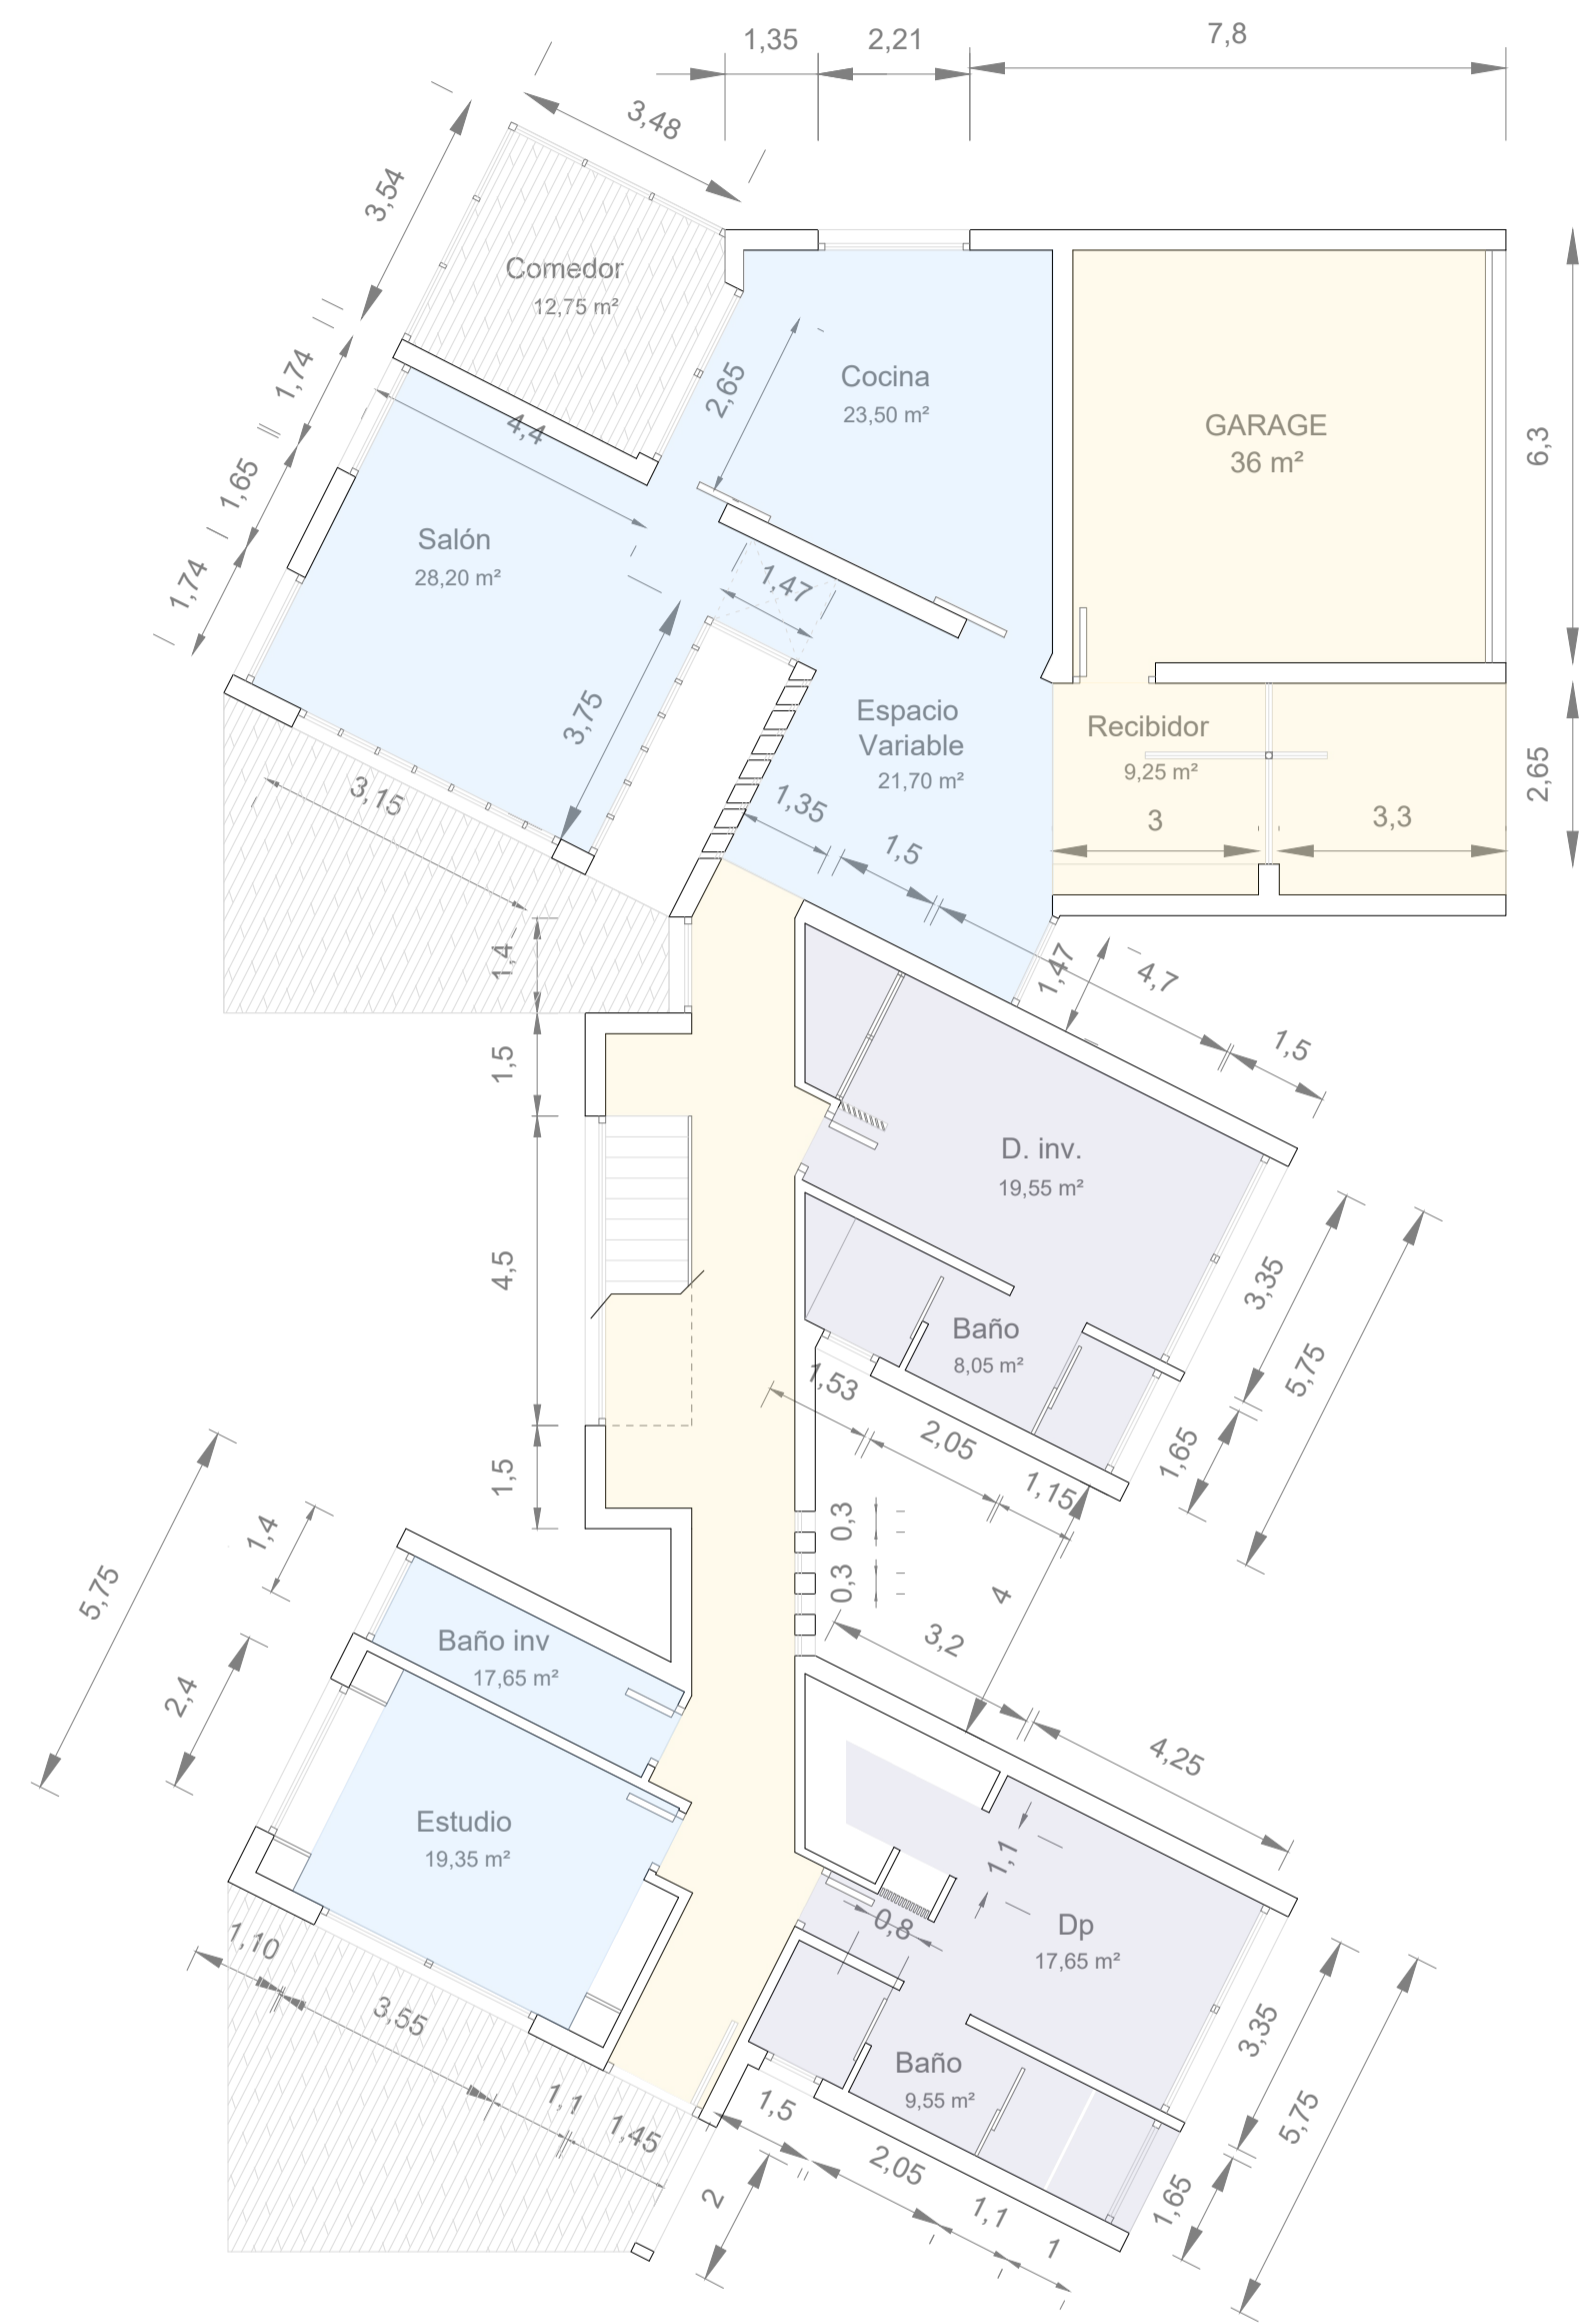 1,35
2,21
7,8
3,48
3,54
Comedor
12,75 m²
1,74
4,4
2,65
Cocina
23,50 m²
GARAGE
36 m²
6,3
1,65
Salón
28,20 m²
1,74
1,47
3,75
Espacio
Variable
21,70 m²
Recibidor
9,25 m²
2,65
3
3,3
3,15
1,35
1,5
1,4
1,47
4,7
1,5
1,5
D. inv.
19,55 m²
4,5
3,35
5,75
Baño
8,05 m²
1,53
2,05
1,15
1,65
1,5
0,3
0,3
4
1,4
5,75
3,2
Baño inv
17,65 m²
2,4
4,25
Estudio
19,35 m²
1,1
0,8
Dp
17,65 m²
1,10
3,55
1,1
1,45
3,35
5,75
Baño
9,55 m²
1,5
2,05
1,1
1
2
1,65